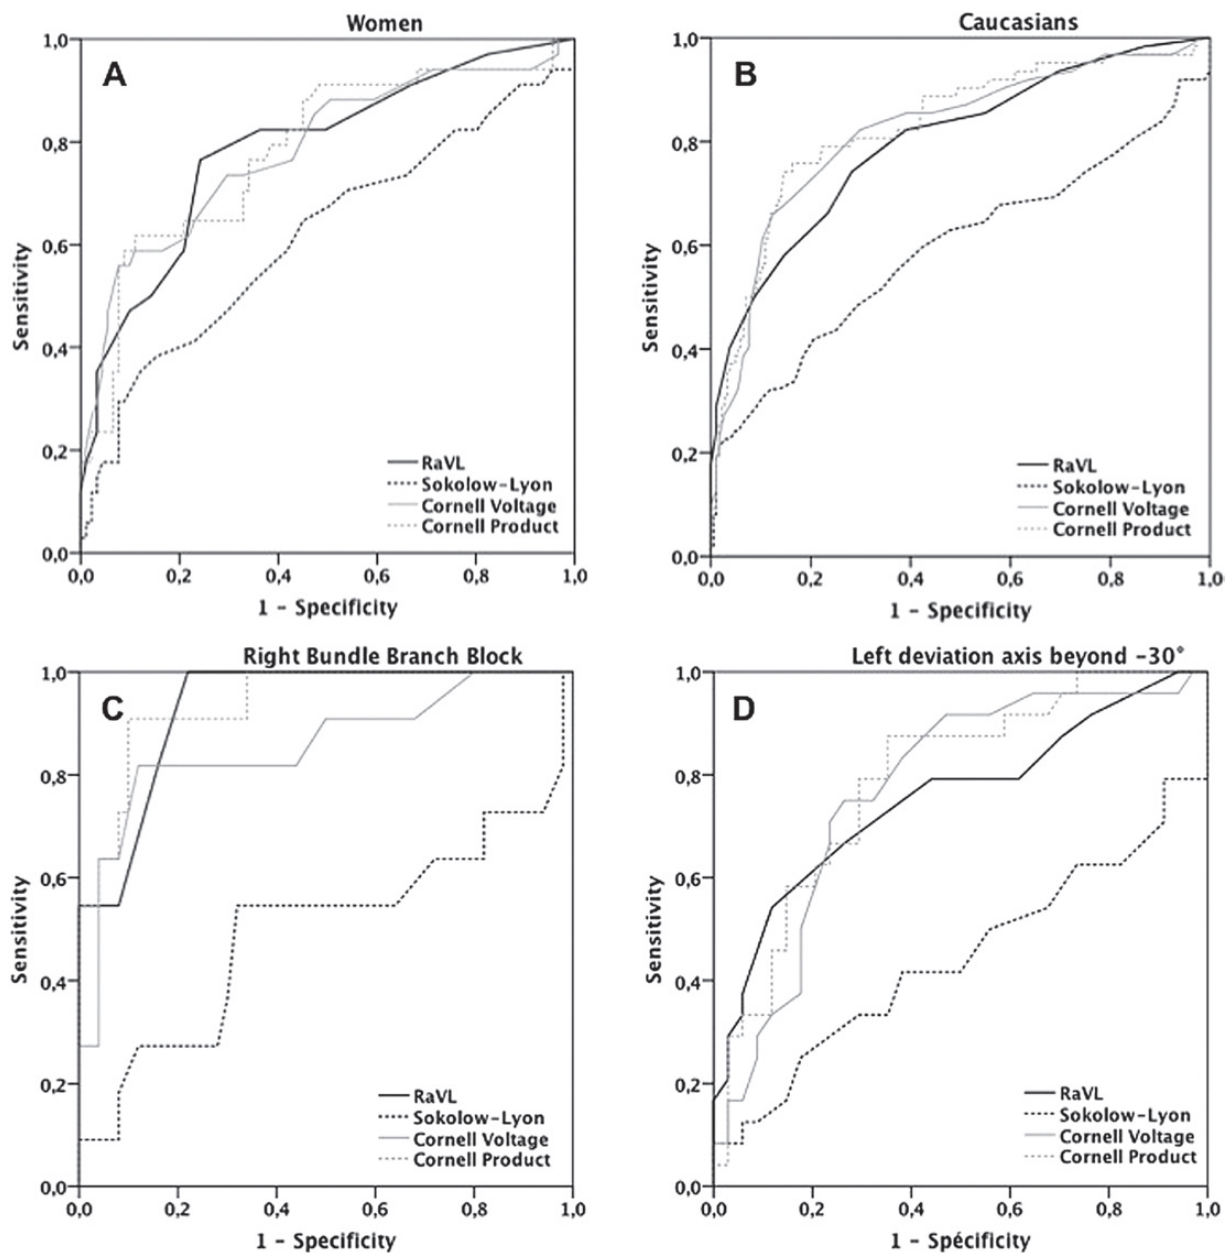 Women
A
1,0
0,8
0,6
0,4
0,2
0,0
Sensitivity
RaVL
Sokolow-Lyon
Cornell Voltage
Cornell Product
0,0 0,2 0,4 0,6 0,8 1,0
1 - Specificity
Caucasians
B
1,0
0,8
0,6
0,4
0,2
0,0
Sensitivity
RaVL
Sokolow-Lyon
Cornell Voltage
Cornell Product
0,0 0,2 0,4 0,6 0,8 1,0
1 - Specificity
Right Bundle Branch Block
C
1,0
0,8
0,6
0,4
0,2
0,0
Sensitivity
RaVL
Sokolow-Lyon
Cornell Voltage
Cornell Product
0,0 0,2 0,4 0,6 0,8 1,0
1 - Specificity
Left deviation axis beyond -30°
D
1,0
0,8
0,6
0,4
0,2
0,0
Sensitivity
RaVL
Sokolow-Lyon
Cornell Voltage
Cornell Product
0,0 0,2 0,4 0,6 0,8 1,0
1 - Spécificity